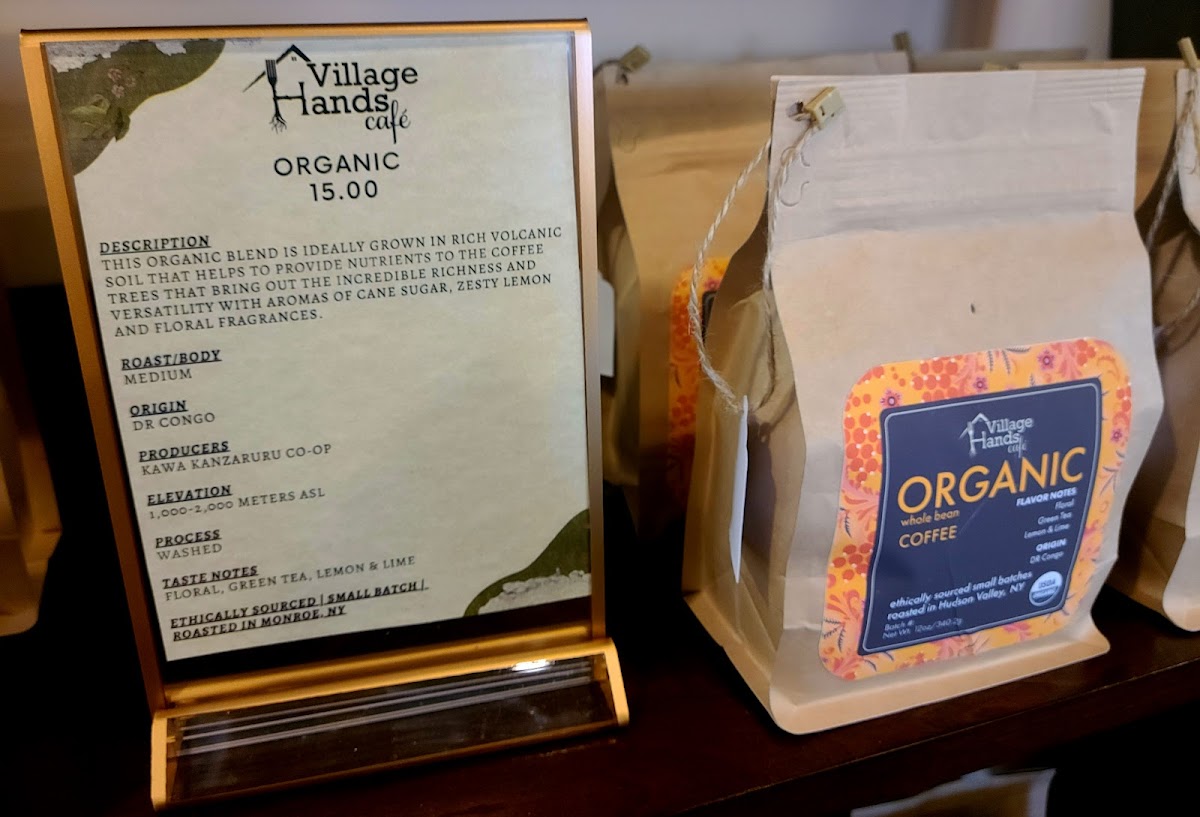 Village
Hands
café
ORGANIC
15.00
DESCRIPTION
THIS ORGANIC BLEND IS IDEALLY GROWN IN RICH VOLCANIC
SOIL THAT HELPS TO PROVIDE NUTRIENTS TO THE COFFEE
TREES THAT BRING OUT THE INCREDIBLE RICHNESS AND
VERSATILITY WITH AROMAS OF CANE SUGAR, ZESTY LEMON
AND FLORAL FRAGRANCES.
ROAST/BODY
MEDIUM
ORIGIN
DR CONGO
PRODUCERS
KAWA KANZARURU CO-OP
ELEVATION
1,000-2,000 METERS ASL
PROCESS
WASHED
TASTE NOTES
FLORAL, GREEN TEA, LEMON & LIME
ETHICALLY SOURCED | SMALL BATCH |
ROASTED IN MONROE, NY
Village
Hands
café
ORGANIC
whole bean
COFFEE
FLAVOR NOTES
Floral
Green Tea
Lemon & Lime
ORIGIN
DR Congo
ethically sourced small batches
roasted in Hudson Valley, NY
Batch #:
Net Wt. 12oz/340.2g
USDA
ORGANIC